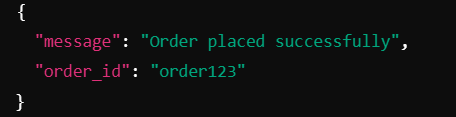 {
"message": "Order placed successfully",
"order_id": "order123"
}